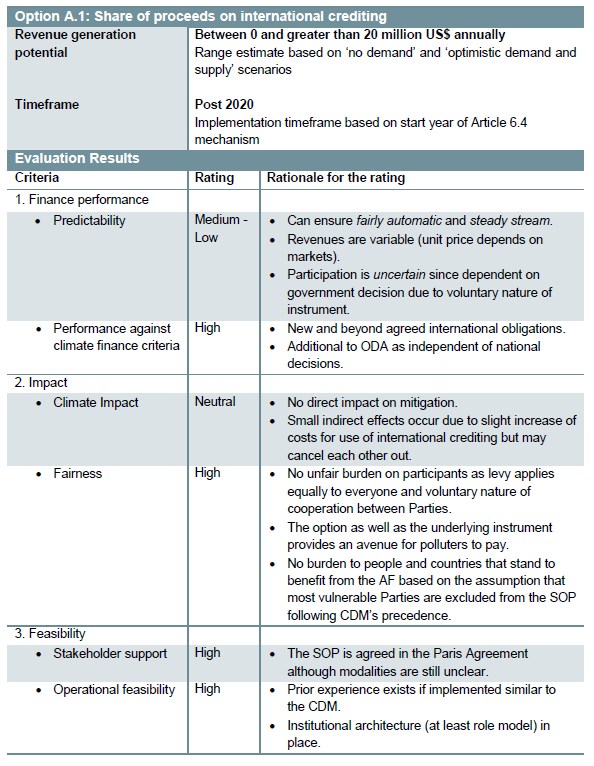 Option A.1: Share of proceeds on international crediting
Revenue generation potential
Between 0 and greater than 20 million US$ annually
Range estimate based on ‘no demand’ and ‘optimistic demand and
supply’ scenarios
Timeframe
Post 2020
Implementation timeframe based on start year of Article 6.4
mechanism
Evaluation Results
Criteria Rating Rationale for the rating
1. Finance performance
• Predictability
Medium -
Low
• Can ensure fairly automatic and steady stream.
• Revenues are variable (unit price depends on
markets).
• Participation is uncertain since dependent on
government decision due to voluntary nature of
instrument.
• Performance against
climate finance criteria
High
• New and beyond agreed international obligations.
• Additional to ODA as independent of national
decisions.
2. Impact
• Climate Impact
Neutral
• No direct impact on mitigation.
• Small indirect effects occur due to slight increase of
costs for use of international crediting but may
cancel each other out.
• Fairness
High
• No unfair burden on participants as levy applies
equally to everyone and voluntary nature of
cooperation between Parties.
• The option as well as the underlying instrument
provides an avenue for polluters to pay.
• No burden to people and countries that stand to
benefit from the AF based on the assumption that
most vulnerable Parties are excluded from the SOP
following CDM’s precedence.
3. Feasibility
• Stakeholder support
High
• The SOP is agreed in the Paris Agreement
although modalities are still unclear.
• Operational feasibility
High
• Prior experience exists if implemented similar to
the CDM.
• Institutional architecture (at least role model) in
place.